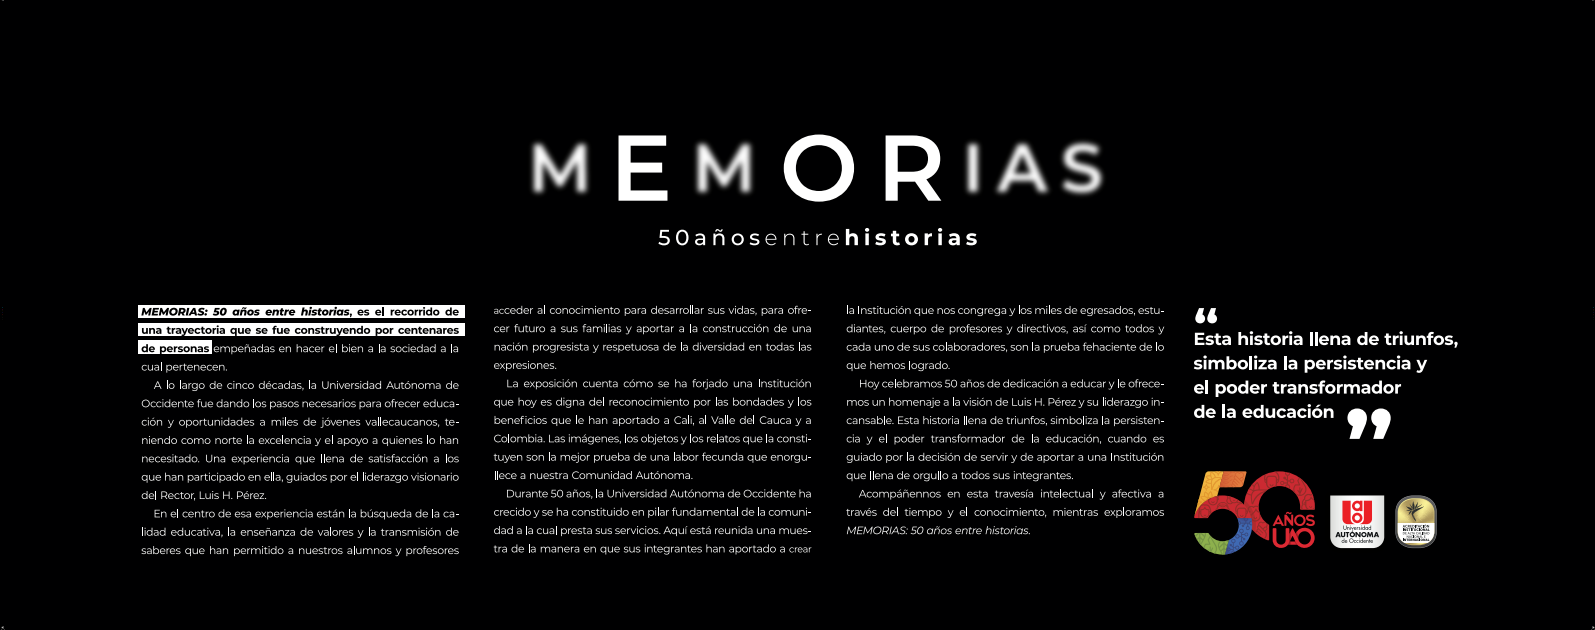 MEMORIAS
50añosentrehistorias
MEMORIAS: 50 años entre historias, es el recorrido de
una trayectoria que se fue construyendo por centenares
de personas empeñadas en hacer el bien a la sociedad a la
cual pertenecen.
A lo largo de cinco décadas, la Universidad Autónoma de
Occidente fue dando los pasos necesarios para ofrecer educa-
ción y oportunidades a miles de jóvenes vallecaucanos, te-
niendo como norte la excelencia y el apoyo a quienes lo han
necesitado. Una experiencia que llena de satisfacción a los
que han participado en ella, guiados por el liderazgo visionario
del Rector, Luis H. Pérez.
En el centro de esa experiencia están la búsqueda de la ca-
lidad educativa, la enseñanza de valores y la transmisión de
saberes que han permitido a nuestros alumnos y profesores
acceder al conocimiento para desarrollar sus vidas, para ofre-
cer futuro a sus familias y aportar a la construcción de una
nación progresista y respetuosa de la diversidad en todas las
expresiones.
La exposición cuenta cómo se ha forjado una Institución
que hoy es digna del reconocimiento por las bondades y los
beneficios que le han aportado a Cali, al Valle del Cauca y a
Colombia. Las imágenes, los objetos y los relatos que la consti-
tuyen son la mejor prueba de una labor fecunda que enorgu-
llece a nuestra Comunidad Autónoma.
Durante 50 años, la Universidad Autónoma de Occidente ha
crecido y se ha constituido en pilar fundamental de la comuni-
dad a la cual presta sus servicios. Aquí está reunida una mues-
tra de la manera en que sus integrantes han aportado a crear
la Institución que nos congrega y los miles de egresados, estu-
diantes, cuerpo de profesores y directivos, así como todos y
cada uno de sus colaboradores, son la prueba fehaciente de lo
que hemos logrado.
Hoy celebramos 50 años de dedicación a educar y le ofrece-
mos un homenaje a la visión de Luis H. Pérez y su liderazgo in-
cansable. Esta historia llena de triunfos, simboliza la persisten-
cia y el poder transformador de la educación, cuando es
guiado por la decisión de servir y de aportar a una Institución
que llena de orgullo a todos sus integrantes.
Acompáñennos en esta travesía intelectual y afectiva a
través del tiempo y el conocimiento, mientras exploramos
MEMORIAS: 50 años entre historias.
“
Esta historia llena de triunfos,
simboliza la persistencia y
el poder transformador
de la educación ”
50 AÑOS
UAO
Universidad
AUTÓNOMA
de Occidente
ACREDITACIÓN
INSTITUCIONAL
DE ALTA CALIDAD
NACIONAL E
INTERNACIONAL